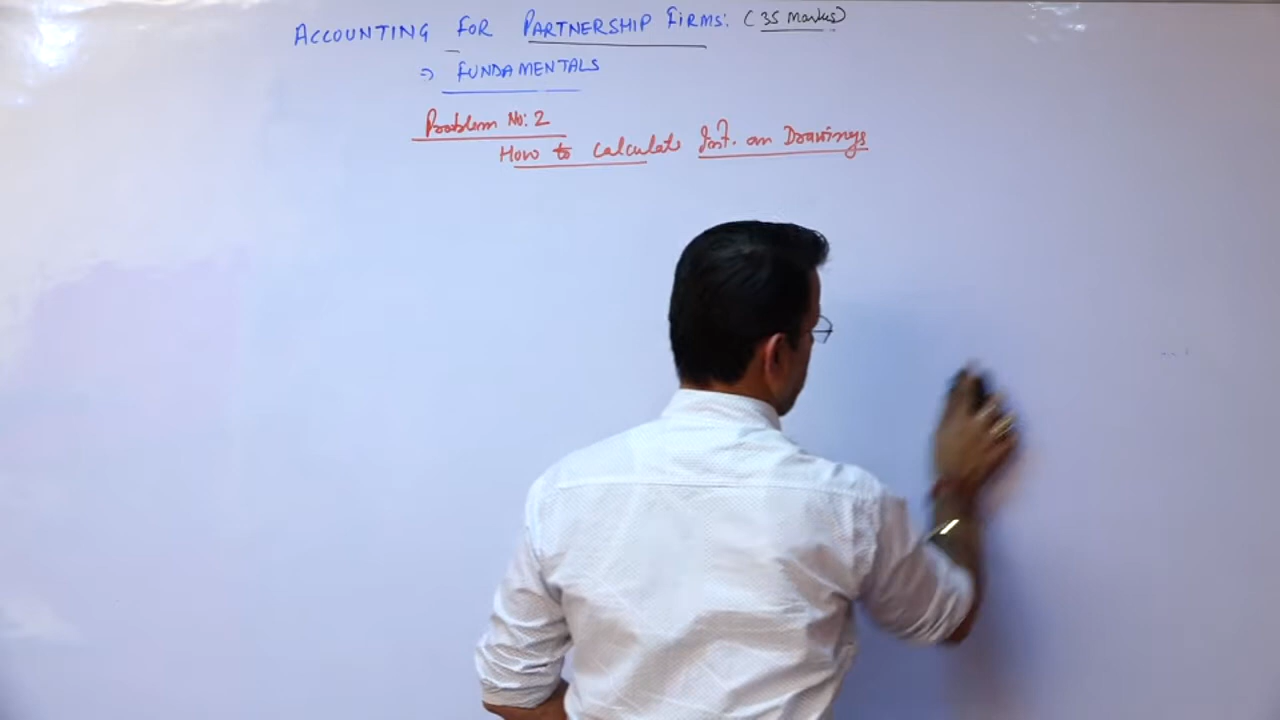 ACCOUNTING FOR PARTNERSHIP FIRMS: (35 Marks)
⇒ FUNDAMENTALS
Problem No: 2
How to calculate Int. on Drawings